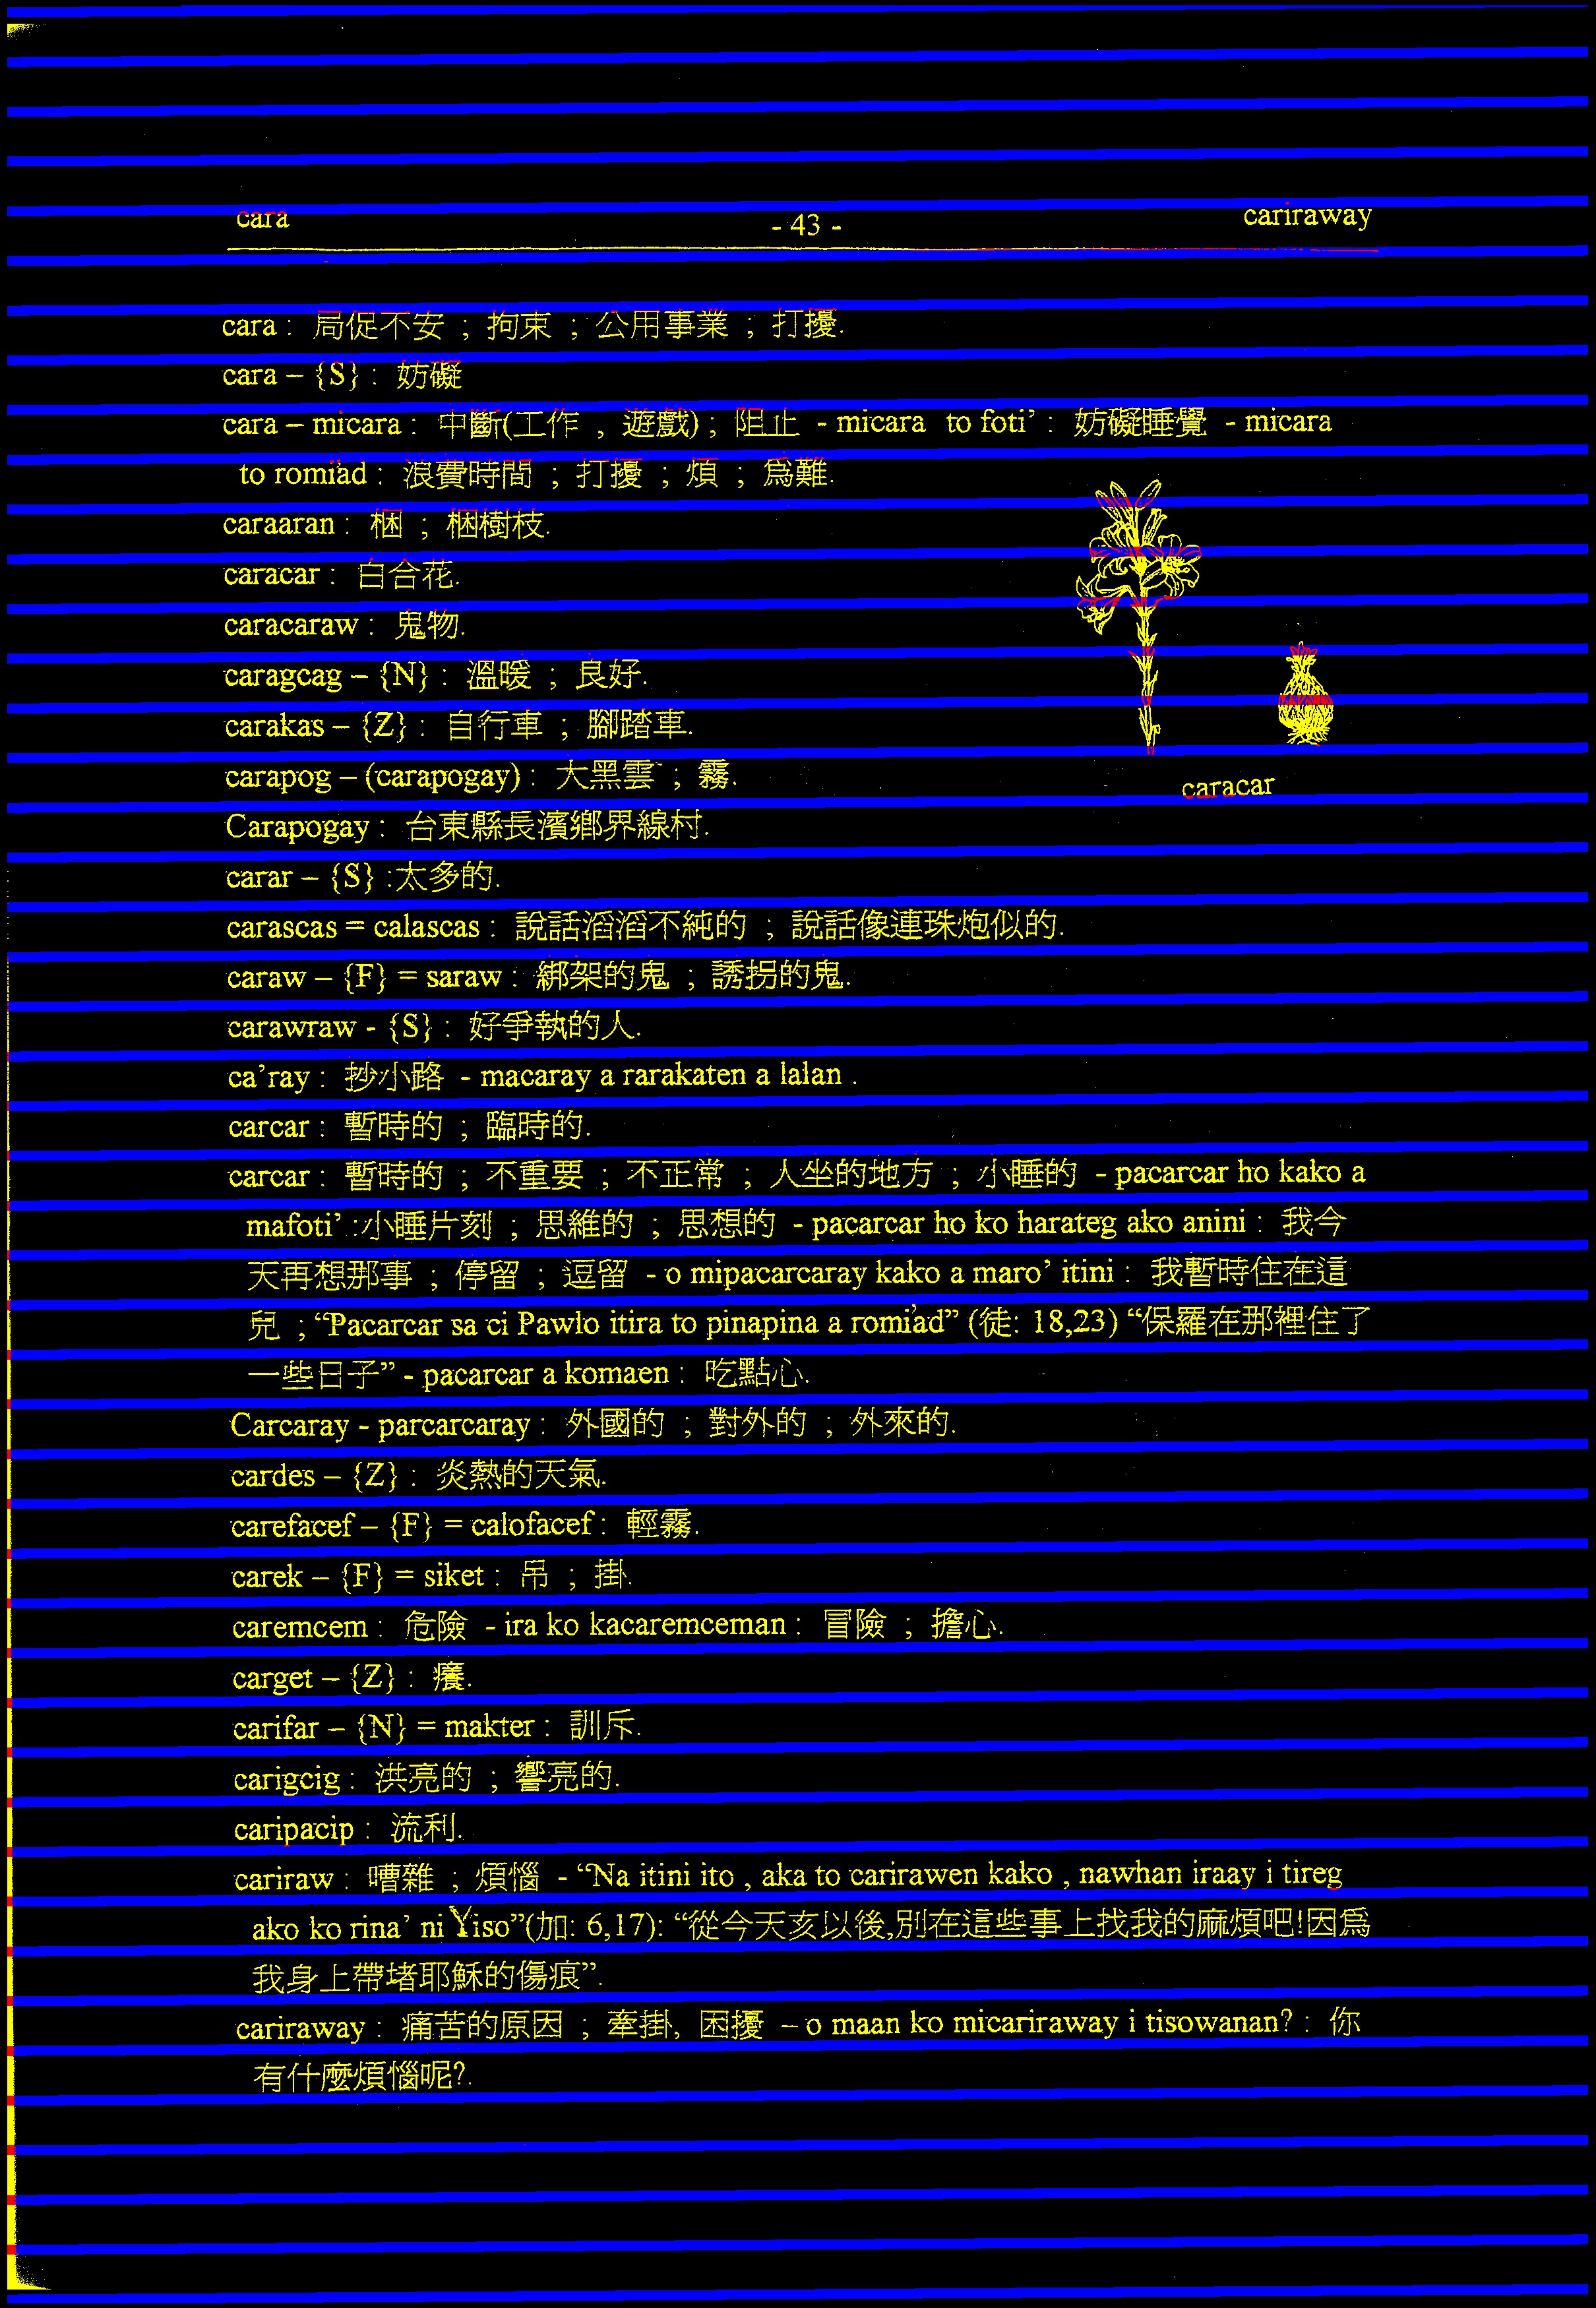 cara - 43 - cariraway
cara : 局促不安 ; 拘束 ; 公用事業 ; 打擾.
cara – {S} : 妨礙
cara – micara : 中斷(工作 , 遊戲) ; 阻止 - micara to foti’ : 妨礙睡覺 - micara
to romi'ad : 浪費時間 ; 打擾 ; 煩 ; 爲難.
caraaran : 梱 ; 梱樹枝.
caracar : 白合花.
caracaraw : 鬼物.
caragcag – {N} : 溫暖 ; 良好.
carakas – {Z} : 自行車 ; 腳踏車.
carapog – (carapogay) : 大黑雲 ; 霧.
caracar
Carapogay : 台東縣長濱鄉界線村.
carar – {S} :太多的.
carascas = calascas : 說話滔滔不純的 ; 說話像連珠炮似的.
caraw – {F} = saraw : 綁架的鬼 ; 誘拐的鬼.
carawraw - {S} : 好爭執的人.
ca’ray : 抄小路 - macaray a rarakaten a lalan .
carcar : 暫時的 ; 臨時的.
carcar : 暫時的 ; 不重要 ; 不正常 ; 人坐的地方 ; 小睡的 - pacarcar ho kako a
mafoti’ :小睡片刻 ; 思維的 ; 思想的 - pacarcar ho ko harateg ako anini : 我今
天再想那事 ; 停留 ; 逗留 - o mipacarcaray kako a maro’ itini : 我暫時住在這
兒 ; “Pacarcar sa ci Pawlo itira to pinapina a romi'ad” (徒: 18,23) “保羅在那裡住了
一些日子” - pacarcar a komaen : 吃點心.
Carcaray - parcarcaray : 外國的 ; 對外的 ; 外來的.
cardes – {Z} : 炎熱的天氣.
carefacef – {F} = calofacef : 輕霧.
carek – {F} = siket : 吊 ; 掛.
caremcem : 危險 - ira ko kacaremceman : 冒險 ; 擔心.
carget – {Z} : 癢.
carifar – {N} = makter : 訓斥.
carigcig : 洪亮的 ; 響亮的.
caripacip : 流利.
cariraw : 嘈雜 ; 煩惱 - “Na itini ito , aka to carirawen kako , nawhan iraay i tireg
ako ko rina’ ni Yiso”(加: 6,17): “從今天亥以後,別在這些事上找我的麻煩吧!因爲
我身上帶堵耶穌的傷痕”.
cariraway : 痛苦的原因 ; 牽掛, 困擾 – o maan ko micariraway i tisowanan? : 你
有什麼煩惱呢?.